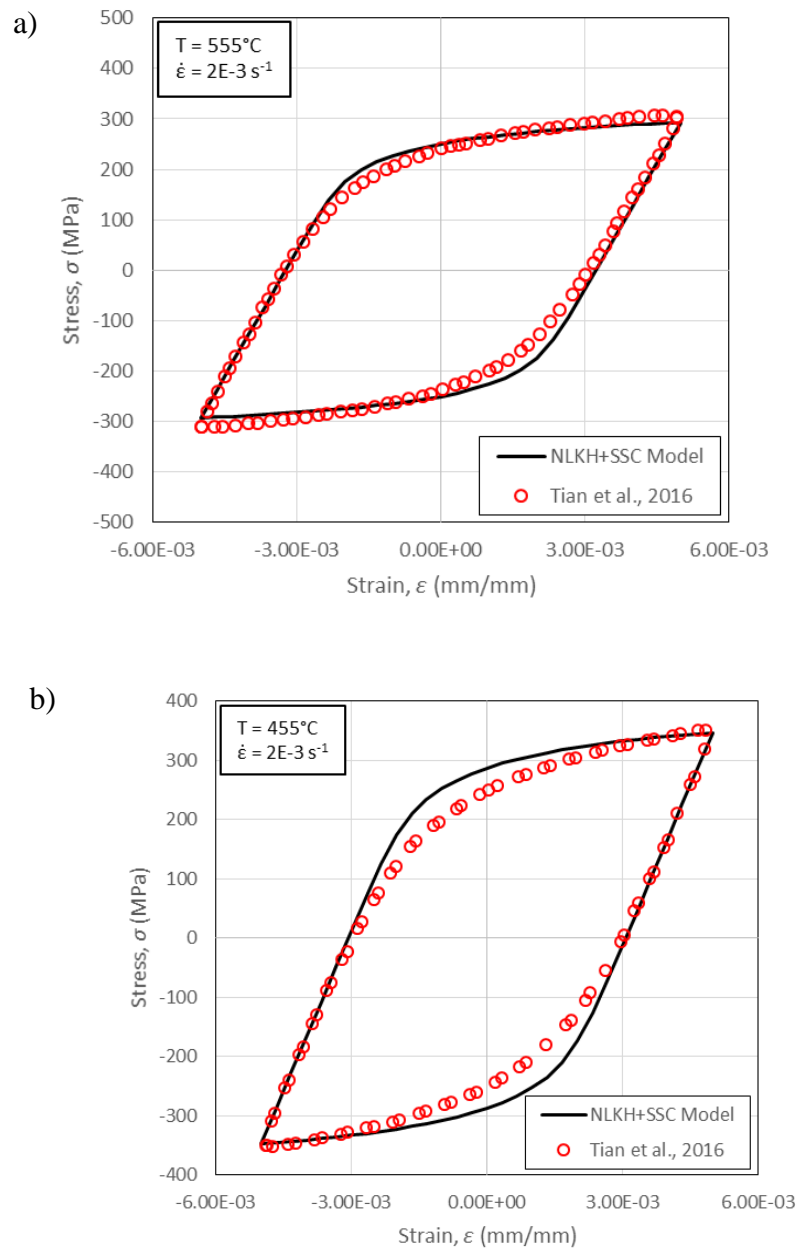 a)
T = 555°C
ε̇ = 2E-3 s⁻¹
500
400
300
200
100
0
-100
-200
-300
-400
-500
Stress, σ (MPa)
NLKH+SSC Model
Tian et al., 2016
-6.00E-03 -3.00E-03 0.00E+00 3.00E-03 6.00E-03
Strain, ε (mm/mm)
b)
T = 455°C
ε̇ = 2E-3 s⁻¹
400
300
200
100
0
-100
-200
-300
-400
Stress, σ (MPa)
NLKH+SSC Model
Tian et al., 2016
-6.00E-03 -3.00E-03 0.00E+00 3.00E-03 6.00E-03
Strain, ε (mm/mm)